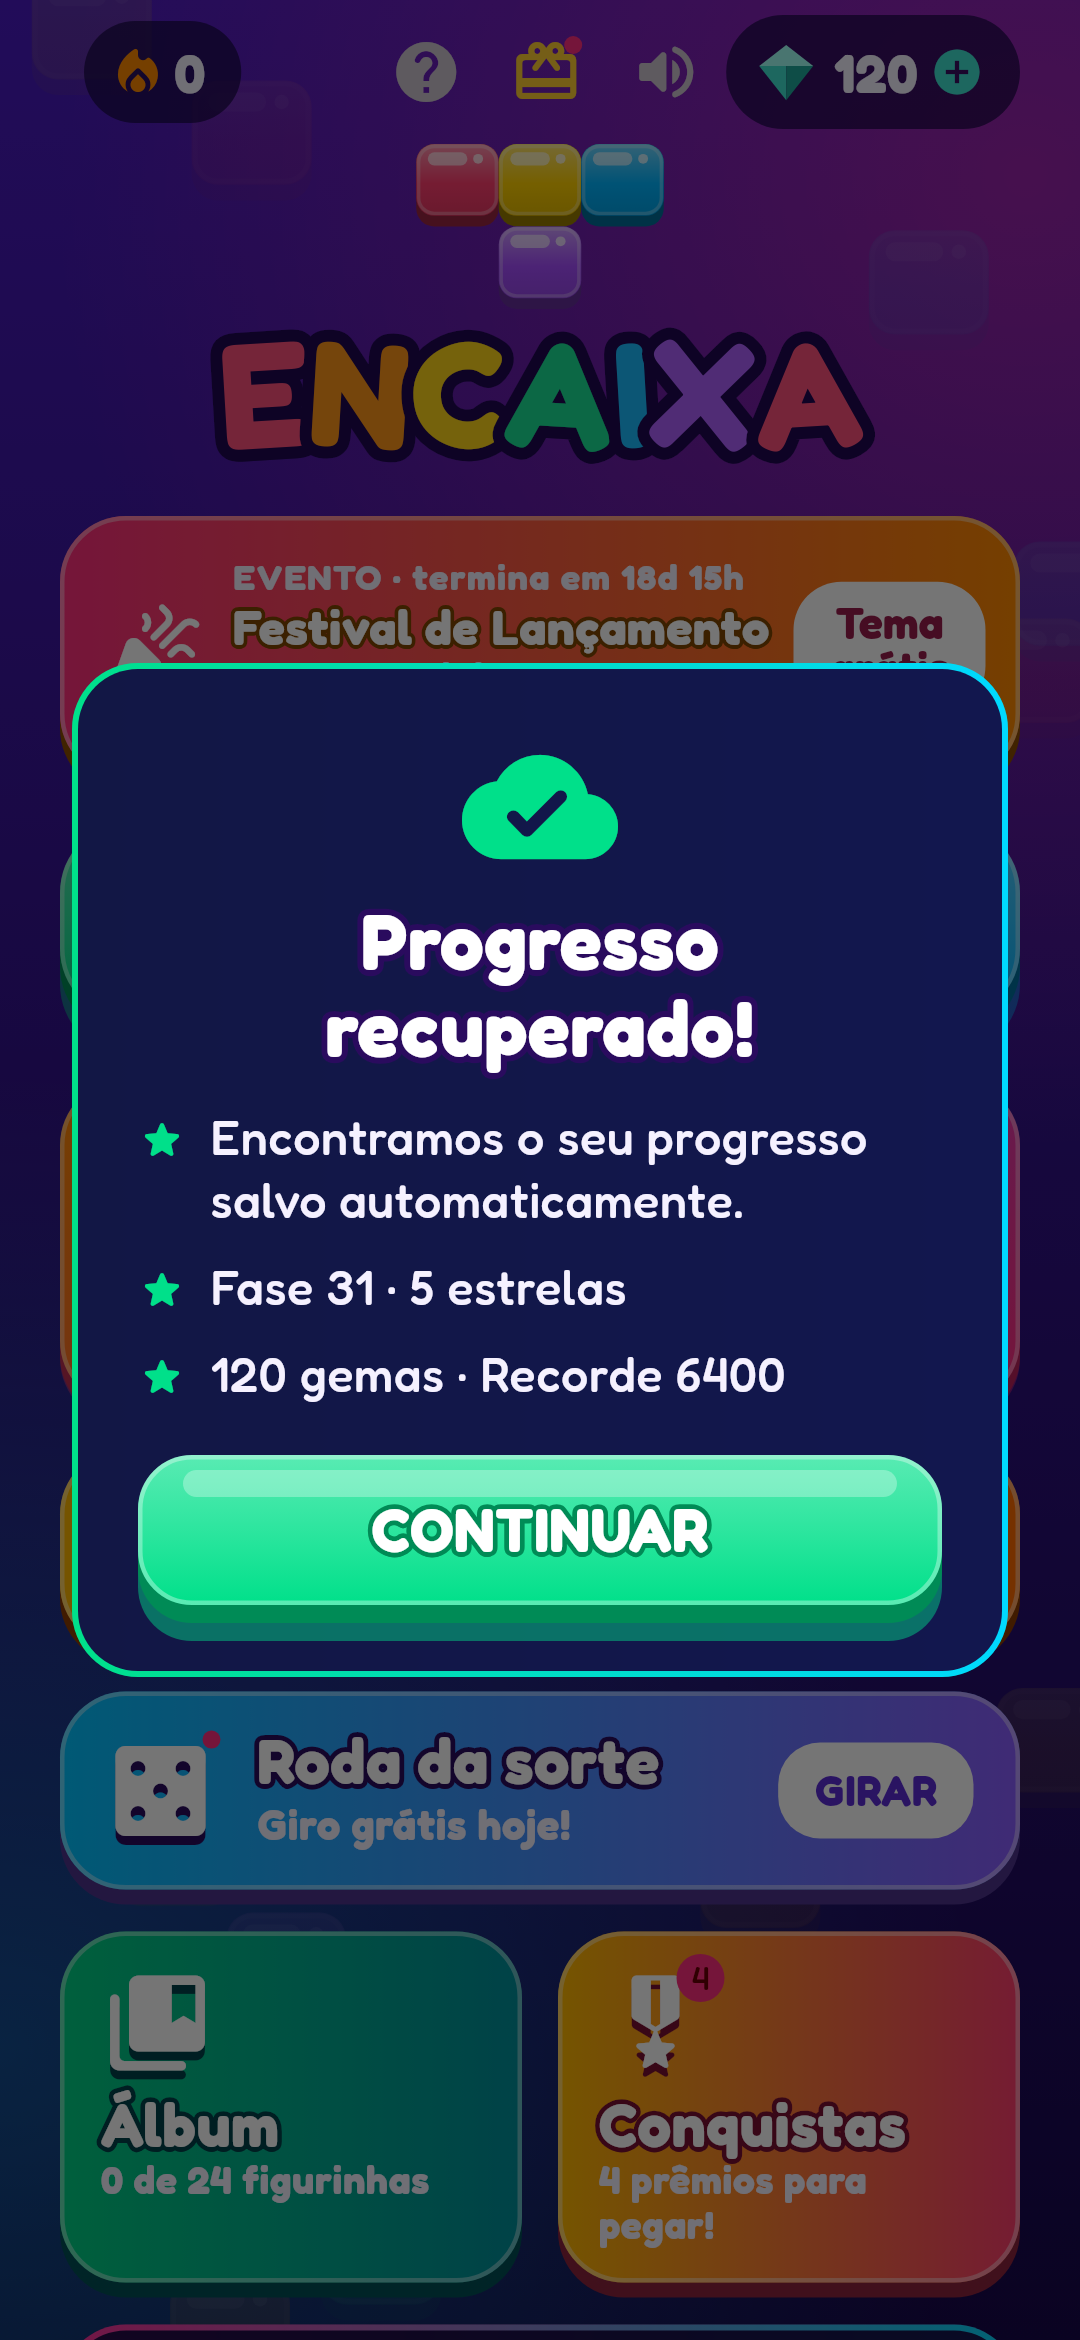 0
120
ENCAIXA
EVENTO · termina em 18d 15h
Festival de Lançamento
Tema
grátis
Progresso
recuperado!
Encontramos o seu progresso
salvo automaticamente.
Fase 31 · 5 estrelas
120 gemas · Recorde 6400
CONTINUAR
Roda da sorte
Giro grátis hoje!
GIRAR
Álbum
0 de 24 figurinhas
4
Conquistas
4 prêmios para
pegar!